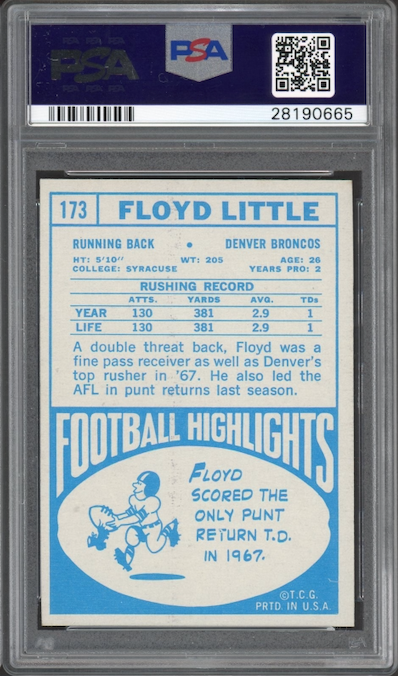 PSA
PSA
28190665
173 FLOYD LITTLE
RUNNING BACK • DENVER BRONCOS
HT: 5'10" WT: 205 AGE: 26
COLLEGE: SYRACUSE YEARS PRO: 2
RUSHING RECORD
ATTS. YARDS AVG. TDs
YEAR 130 381 2.9 1
LIFE 130 381 2.9 1
A double threat back, Floyd was a
fine pass receiver as well as Denver's
top rusher in '67. He also led the
AFL in punt returns last season.
FOOTBALL HIGHLIGHTS
FLOYD
SCORED THE
ONLY PUNT
RETURN T.D.
IN 1967.
©T.C.G.
PRTD. IN U.S.A.